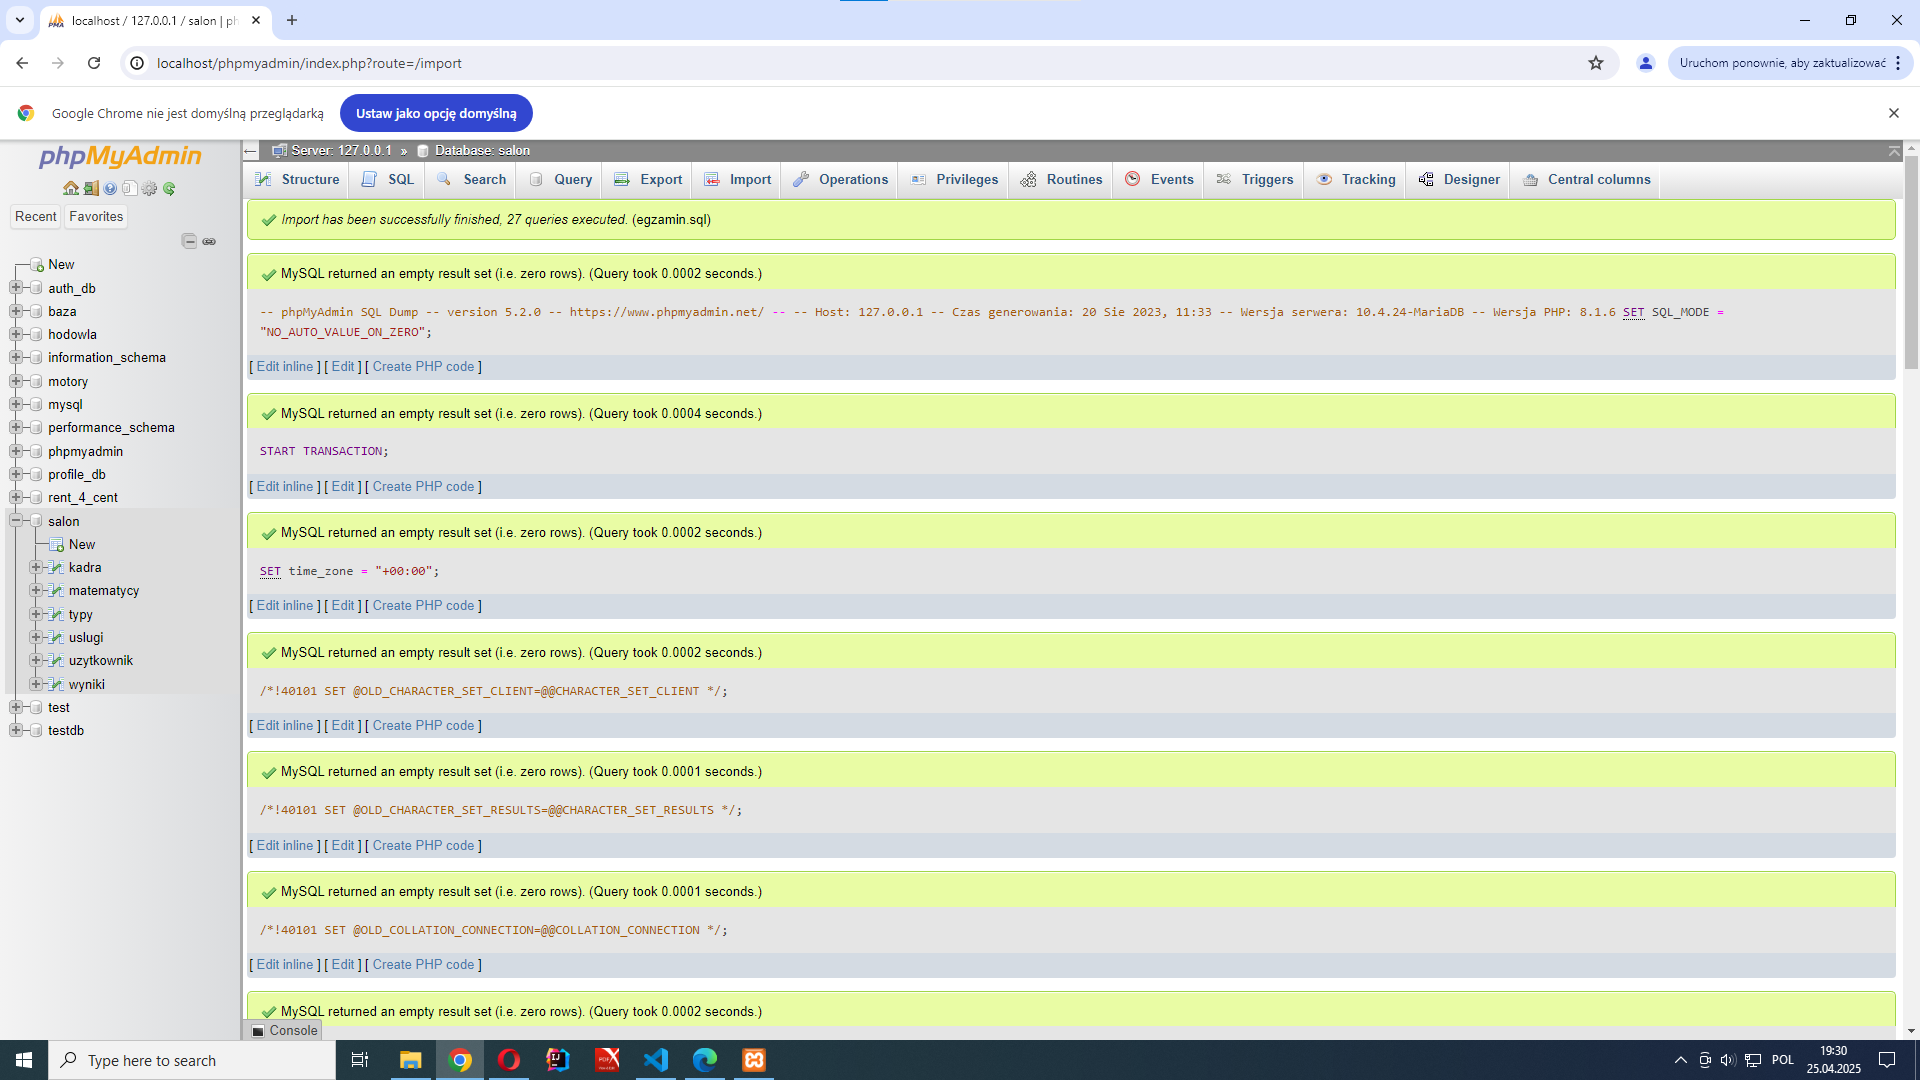 localhost / 127.0.0.1 / salon | ph
localhost/phpmyadmin/index.php?route=/import
Uruchom ponownie, aby zaktualizować
Google Chrome nie jest domyślną przeglądarką
Ustaw jako opcję domyślną
phpMyAdmin
Recent
Favorites
New
auth_db
baza
hodowla
information_schema
motory
mysql
performance_schema
phpmyadmin
profile_db
rent_4_cent
salon
New
kadra
matematycy
typy
uslugi
uzytkownik
wyniki
test
testdb
Server: 127.0.0.1 » Database: salon
Structure
SQL
Search
Query
Export
Import
Operations
Privileges
Routines
Events
Triggers
Tracking
Designer
Central columns
Import has been successfully finished, 27 queries executed. (egzamin.sql)
MySQL returned an empty result set (i.e. zero rows). (Query took 0.0002 seconds.)
-- phpMyAdmin SQL Dump -- version 5.2.0 -- https://www.phpmyadmin.net/ -- -- Host: 127.0.0.1 -- Czas generowania: 20 Sie 2023, 11:33 -- Wersja serwera: 10.4.24-MariaDB -- Wersja PHP: 8.1.6 SET SQL_MODE =
"NO_AUTO_VALUE_ON_ZERO";
[ Edit inline ] [ Edit ] [ Create PHP code ]
MySQL returned an empty result set (i.e. zero rows). (Query took 0.0004 seconds.)
START TRANSACTION;
[ Edit inline ] [ Edit ] [ Create PHP code ]
MySQL returned an empty result set (i.e. zero rows). (Query took 0.0002 seconds.)
SET time_zone = "+00:00";
[ Edit inline ] [ Edit ] [ Create PHP code ]
MySQL returned an empty result set (i.e. zero rows). (Query took 0.0002 seconds.)
/*!40101 SET @OLD_CHARACTER_SET_CLIENT=@@CHARACTER_SET_CLIENT */;
[ Edit inline ] [ Edit ] [ Create PHP code ]
MySQL returned an empty result set (i.e. zero rows). (Query took 0.0001 seconds.)
/*!40101 SET @OLD_CHARACTER_SET_RESULTS=@@CHARACTER_SET_RESULTS */;
[ Edit inline ] [ Edit ] [ Create PHP code ]
MySQL returned an empty result set (i.e. zero rows). (Query took 0.0001 seconds.)
/*!40101 SET @OLD_COLLATION_CONNECTION=@@COLLATION_CONNECTION */;
[ Edit inline ] [ Edit ] [ Create PHP code ]
MySQL returned an empty result set (i.e. zero rows). (Query took 0.0002 seconds.)
Console
Type here to search
POL
19:30
25.04.2025